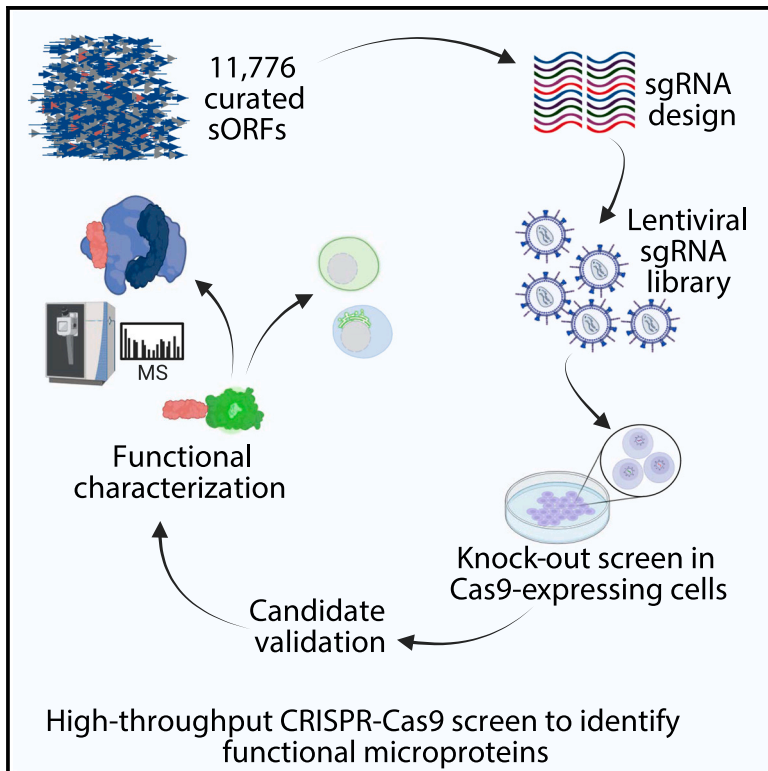 11,776
curated
sORFs
sgRNA
design
Lentiviral
sgRNA
library
Knock-out screen in
Cas9-expressing cells
Candidate
validation
Functional
characterization
MS
High-throughput CRISPR-Cas9 screen to identify
functional microproteins